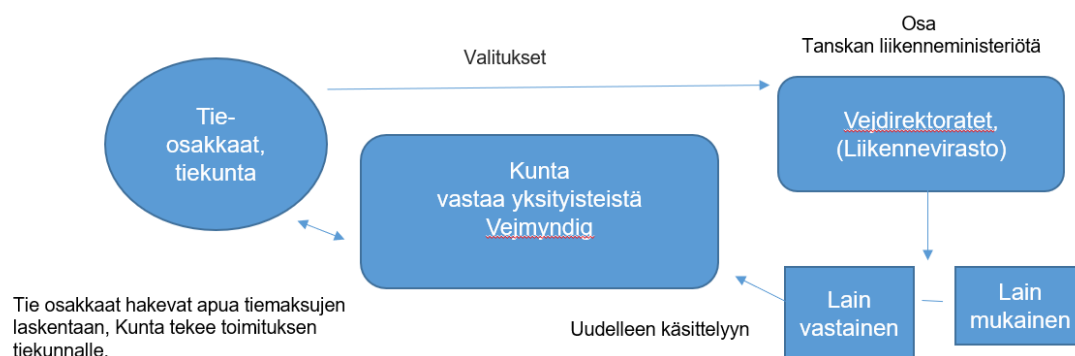 Osa
Tanskan liikenneministeriötä
Valitukset
Tie-
osakkaat,
tiekunta
Vejdirektoratet,
(Liikennevirasto)
Kunta
vastaa yksityisteistä
Vejmyndig
Tie osakkaat hakevat apua tiemaksujen
laskentaan, Kunta tekee toimituksen
tiekunnalle.
Uudelleen käsittelyyn
Lain
vastainen
Lain
mukainen